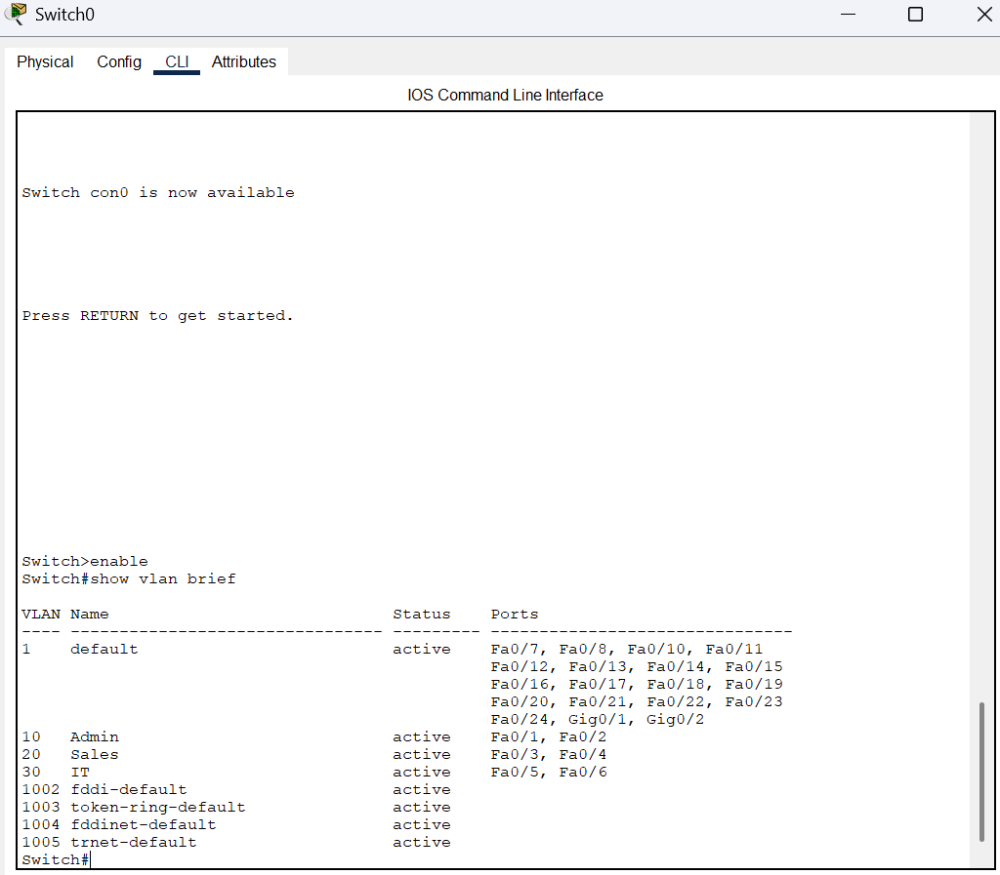 Switch0
Physical Config CLI Attributes
IOS Command Line Interface
Switch con0 is now available
Press RETURN to get started.
Switch>enable
Switch#show vlan brief
VLAN Name                             Status    Ports
---- -------------------------------- --------- -------------------------------
1    default                          active    Fa0/7, Fa0/8, Fa0/10, Fa0/11
                                                Fa0/12, Fa0/13, Fa0/14, Fa0/15
                                                Fa0/16, Fa0/17, Fa0/18, Fa0/19
                                                Fa0/20, Fa0/21, Fa0/22, Fa0/23
                                                Fa0/24, Gig0/1, Gig0/2
10   Admin                            active    Fa0/1, Fa0/2
20   Sales                            active    Fa0/3, Fa0/4
30   IT                               active    Fa0/5, Fa0/6
1002 fddi-default                     active
1003 token-ring-default               active
1004 fddinet-default                  active
1005 trnet-default                    active
Switch#